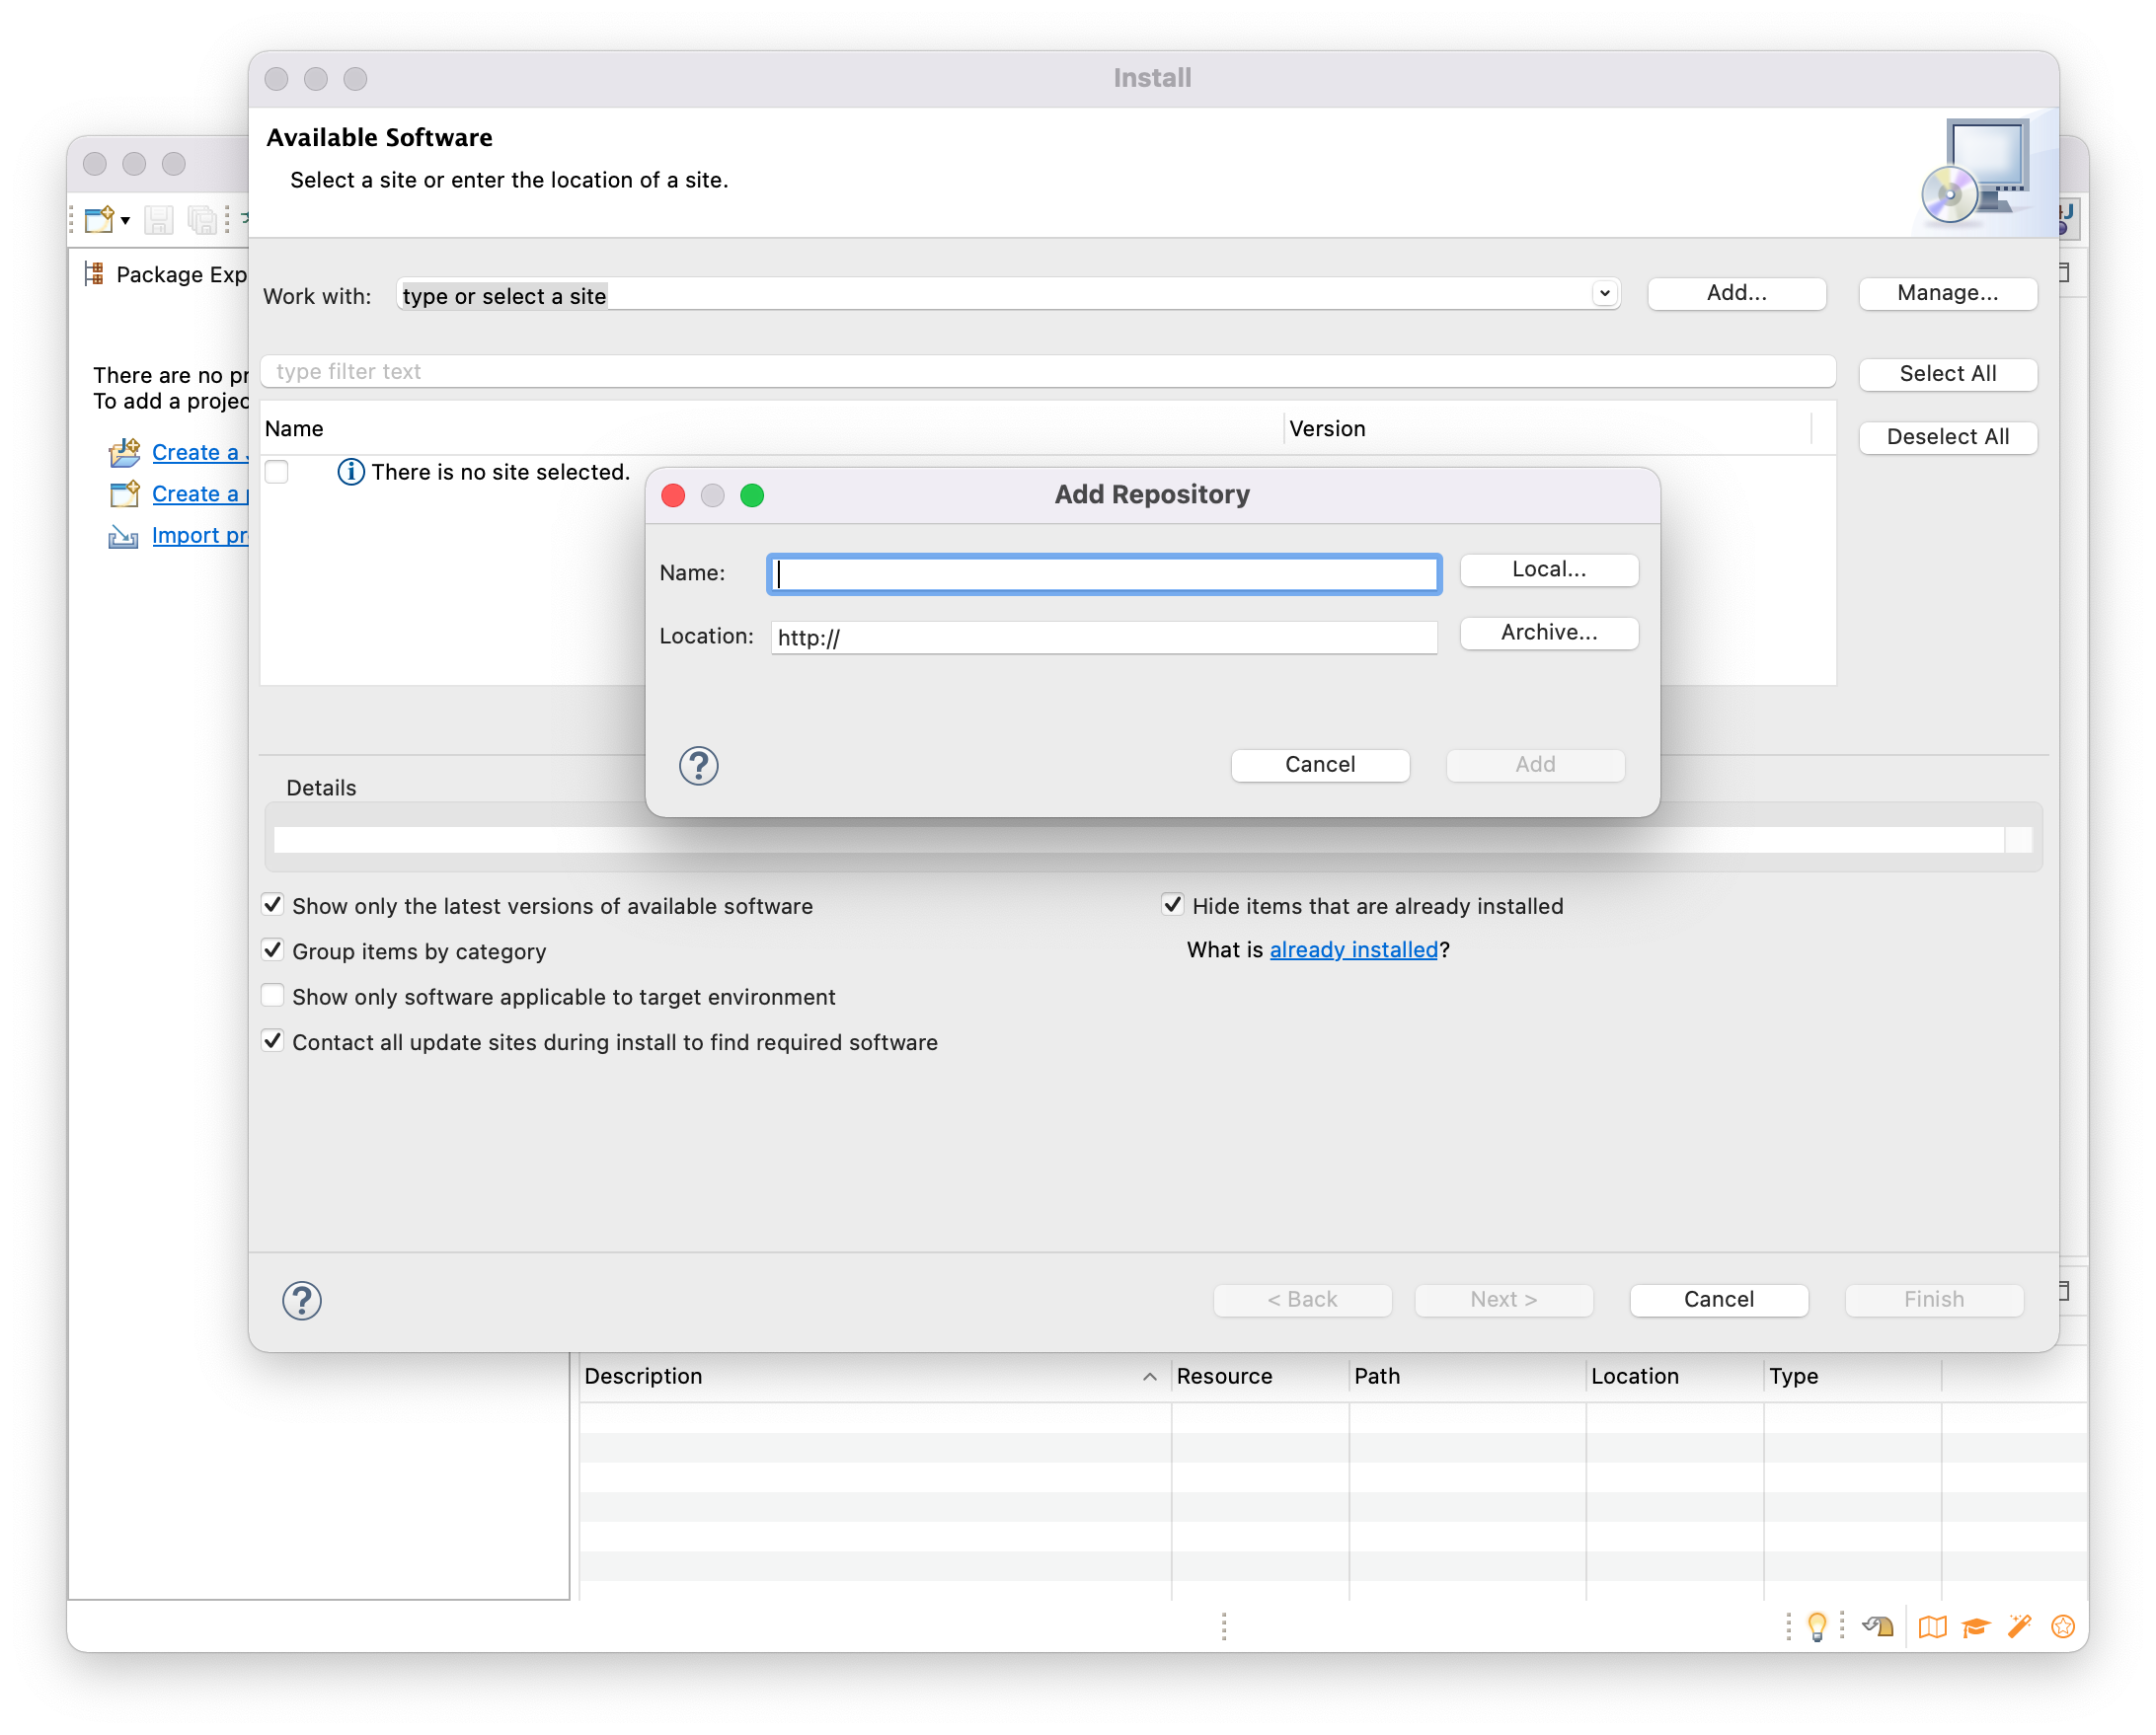 Install
Available Software
Select a site or enter the location of a site.
Package Exp
Work with: type or select a site Add... Manage...
type filter text Select All
There are no pr
To add a projec
Name Version Deselect All
Create a J
There is no site selected.
Create a p
Import pr
Add Repository
Name: Local...
Location: http:// Archive...
Cancel Add
Details
Show only the latest versions of available software Hide items that are already installed
Group items by category What is already installed?
Show only software applicable to target environment
Contact all update sites during install to find required software
< Back Next > Cancel Finish
Description Resource Path Location Type